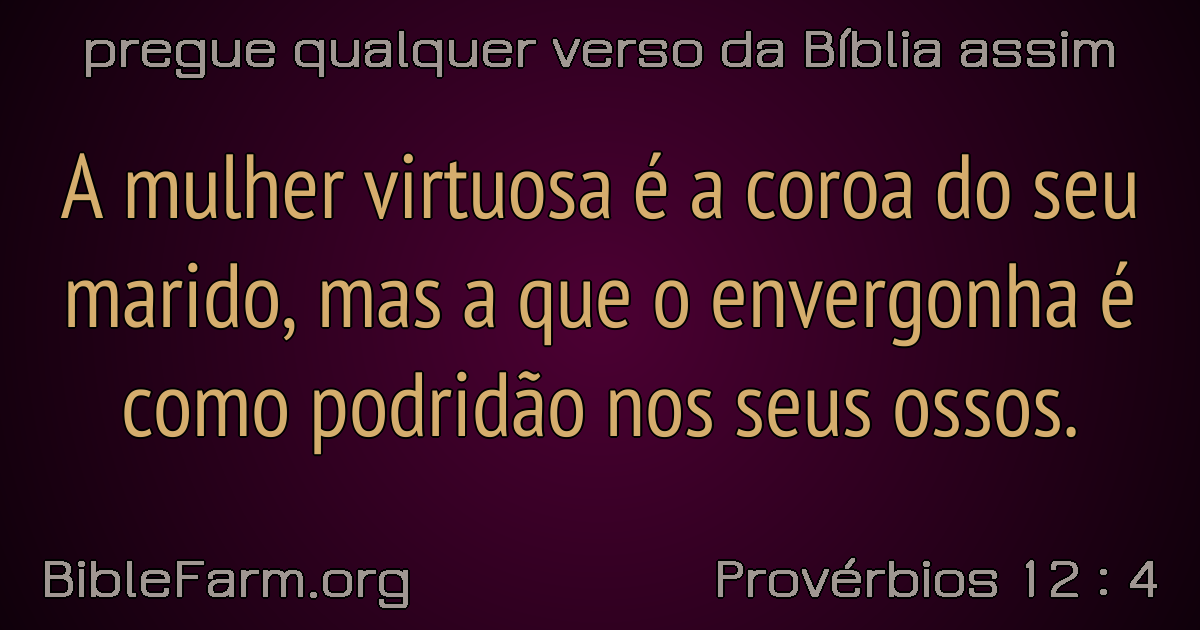 pregue qualquer verso da Bíblia assim
A mulher virtuosa é a coroa do seu
marido, mas a que o envergonha é
como podridão nos seus ossos.
BibleFarm.org
Provérbios 12 : 4